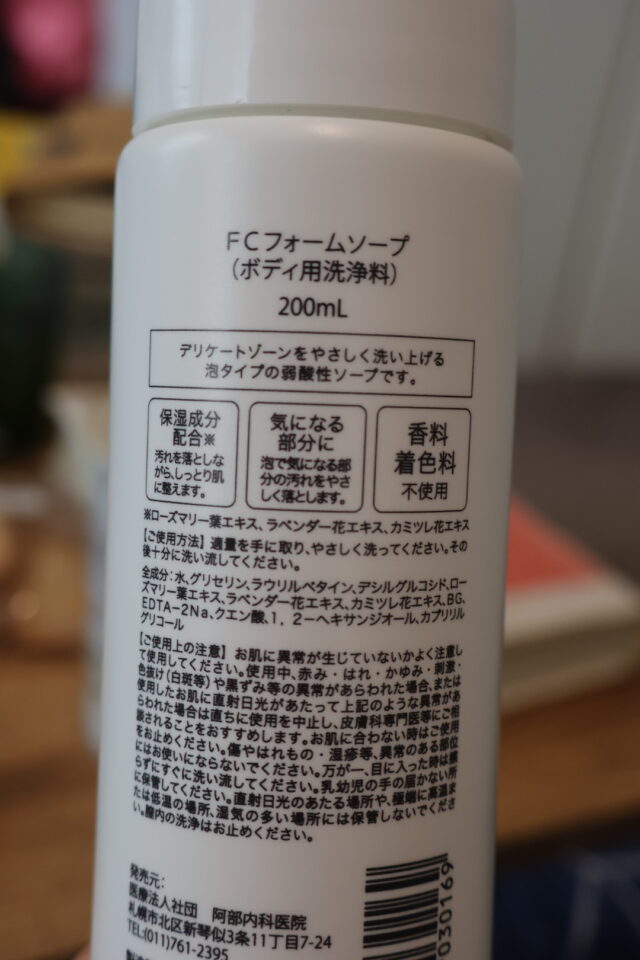 FCフォームソープ
（ボディ用洗浄料）
200mL
デリケートゾーンをやさしく洗い上げる
泡タイプの弱酸性ソープです。
保湿成分
配合※
汚れを落としな
がら、しっとり肌
に整えます。
気になる
部分に
泡で気になる部
分の汚れをやさ
しく落とします。
香料
着色料
不使用
※ローズマリー葉エキス、ラベンダー花エキス、カミツレ花エキス
【ご使用方法】適量を手に取り、やさしく洗ってください。その
後十分に洗い流してください。
全成分：水、グリセリン、ラウリルベタイン、デシルグルコシド、ロー
ズマリー葉エキス、ラベンダー花エキス、カミツレ花エキス、BG、
EDTA-2Na、クエン酸、1，2-ヘキサンジオール、カプリリル
グリコール
【ご使用上の注意】お肌に異常が生じていないかよく注意し
て使用してください。使用中、赤み・はれ・かゆみ・刺激・
色抜け（白斑等）や黒ずみ等の異常があらわれた場合、または
使用したお肌に直射日光があたって上記のような異常があ
らわれた場合は直ちに使用を中止し、皮膚科専門医等にご相
談されることをおすすめします。お肌に合わない時はご使用
をお止めください。傷やはれもの・湿疹等、異常のある部位
にはお使いにならないでください。万が一、目に入った時は擦
らずにすぐに洗い流してください。乳幼児の手の届かない所
に保管してください。直射日光のあたる場所や、極端に高温ま
たは低温の場所、湿気の多い場所には保管しないでくださ
い。膣内の洗浄はお止めください。
発売元：
医療法人社団　阿部内科医院
札幌市北区新琴似3条11丁目7-24
TEL:(011)761-2395
030169